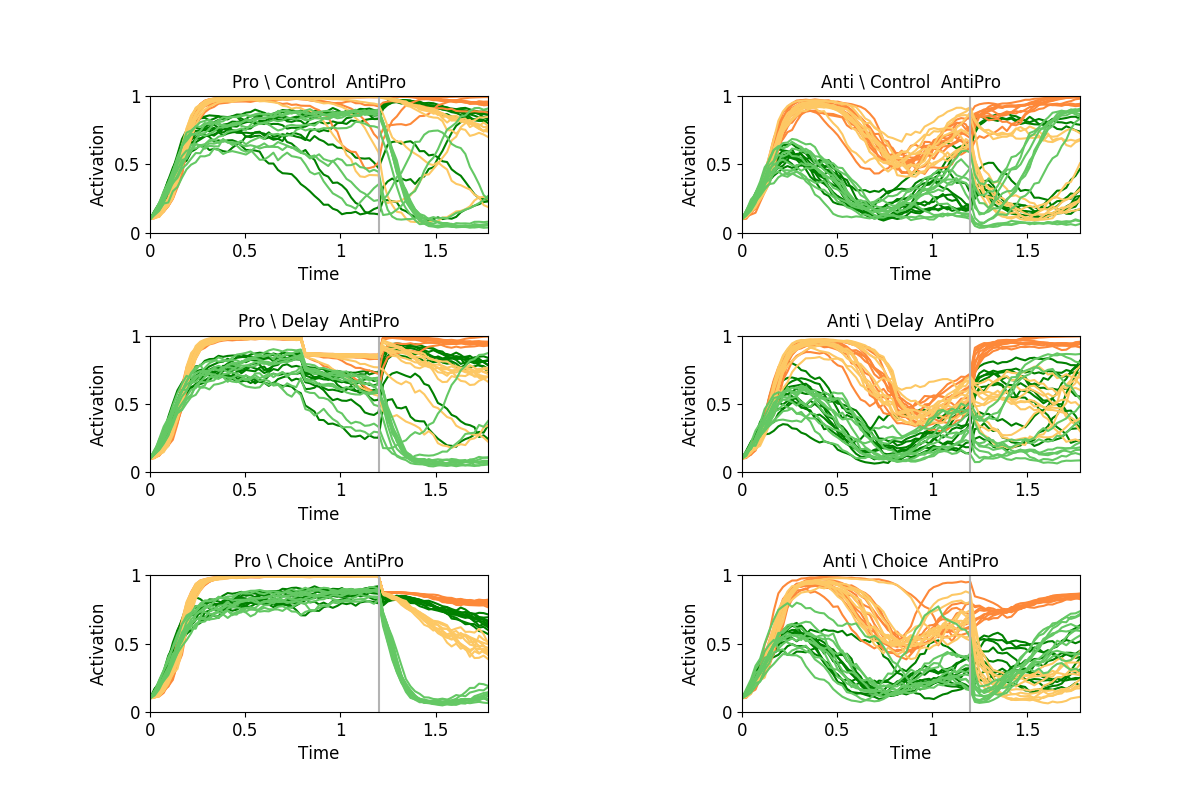 Pro \ Control  AntiPro
1
0.5
0
Activation
0 0.5 1 1.5
Time
Anti \ Control  AntiPro
1
0.5
0
Activation
0 0.5 1 1.5
Time
Pro \ Delay  AntiPro
1
0.5
0
Activation
0 0.5 1 1.5
Time
Anti \ Delay  AntiPro
1
0.5
0
Activation
0 0.5 1 1.5
Time
Pro \ Choice  AntiPro
1
0.5
0
Activation
0 0.5 1 1.5
Time
Anti \ Choice  AntiPro
1
0.5
0
Activation
0 0.5 1 1.5
Time